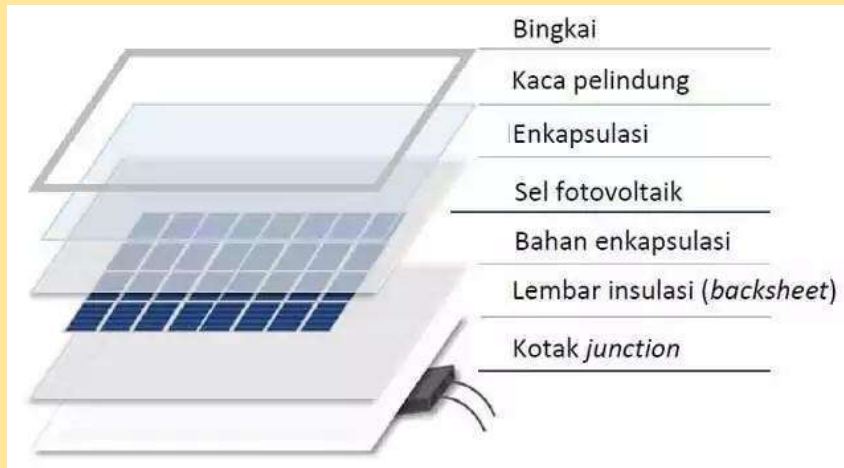 Bingkai
Kaca pelindung
Enkapsulasi
Sel fotovoltaik
Bahan enkapsulasi
Lembar insulasi (backsheet)
Kotak junction